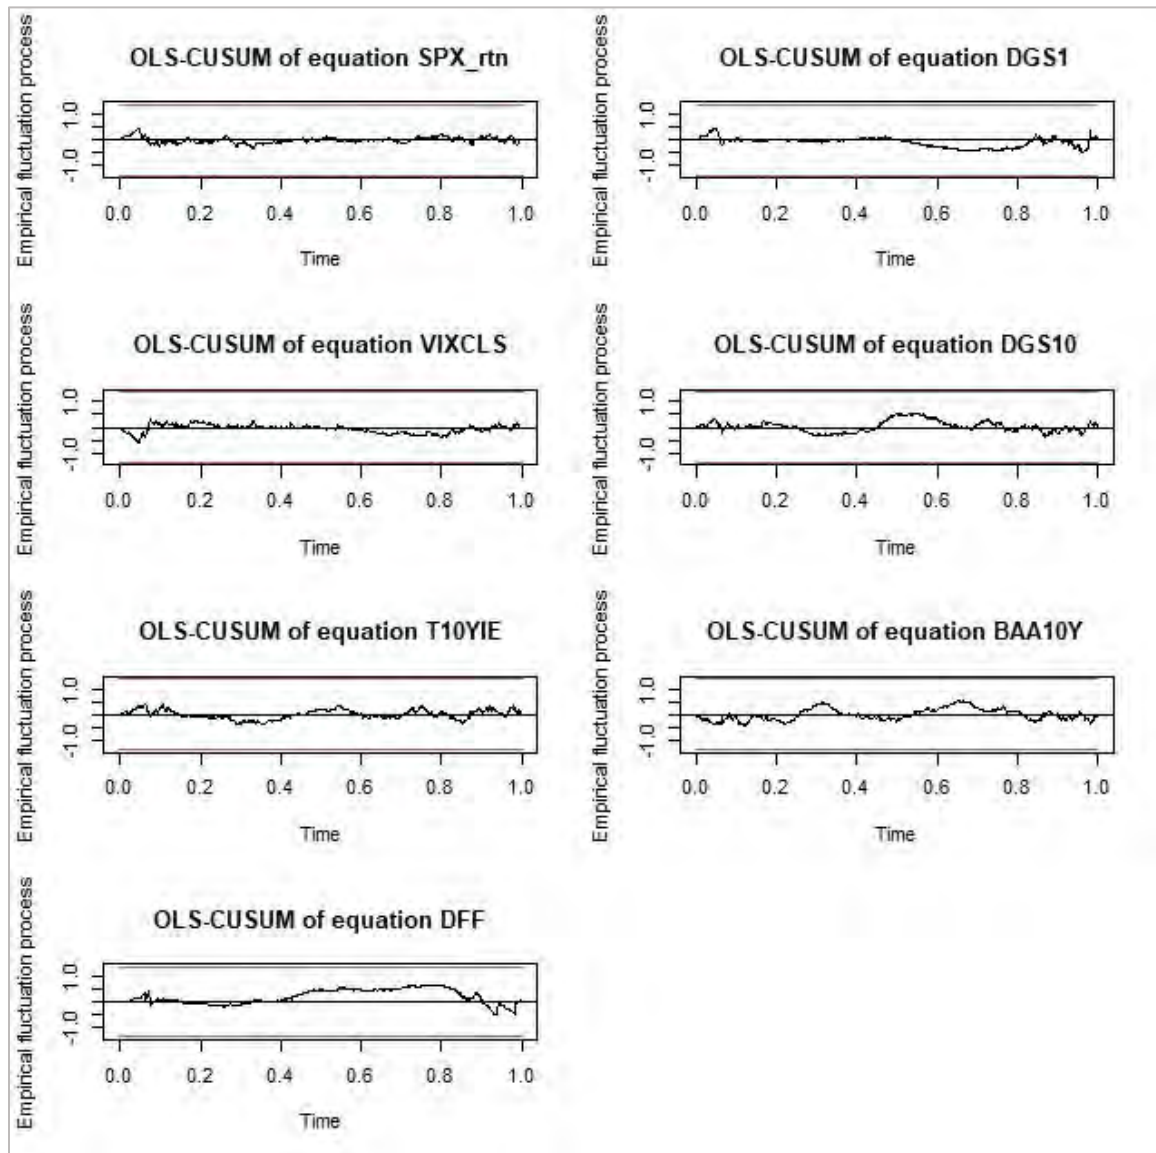 OLS-CUSUM of equation SPX_rtn
Empirical fluctuation process
1.0
-1.0
0.0 0.2 0.4 0.6 0.8 1.0
Time
OLS-CUSUM of equation DGS1
Empirical fluctuation process
1.0
-1.0
0.0 0.2 0.4 0.6 0.8 1.0
Time
OLS-CUSUM of equation VIXCLS
Empirical fluctuation process
1.0
-1.0
0.0 0.2 0.4 0.6 0.8 1.0
Time
OLS-CUSUM of equation DGS10
Empirical fluctuation process
1.0
-1.0
0.0 0.2 0.4 0.6 0.8 1.0
Time
OLS-CUSUM of equation T10YIE
Empirical fluctuation process
1.0
-1.0
0.0 0.2 0.4 0.6 0.8 1.0
Time
OLS-CUSUM of equation BAA10Y
Empirical fluctuation process
1.0
-1.0
0.0 0.2 0.4 0.6 0.8 1.0
Time
OLS-CUSUM of equation DFF
Empirical fluctuation process
1.0
-1.0
0.0 0.2 0.4 0.6 0.8 1.0
Time